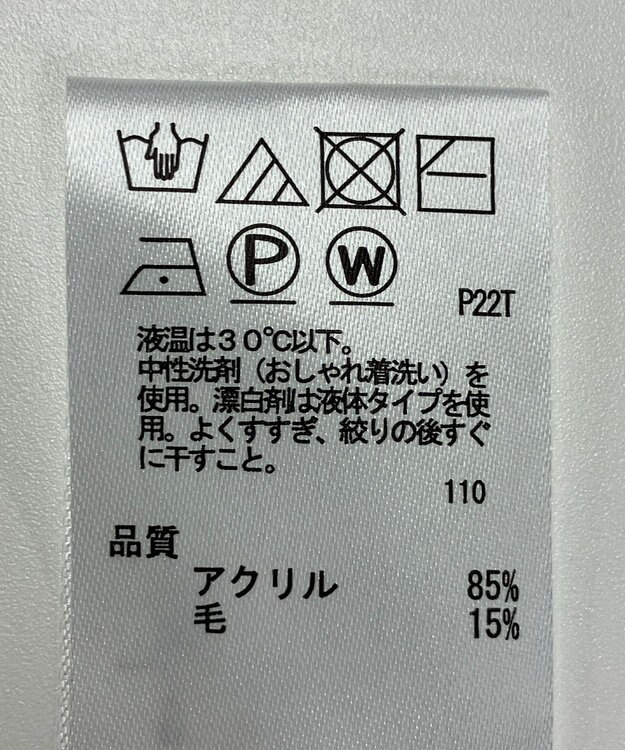 P W
P22T
液温は30℃以下。
中性洗剤（おしゃれ着洗い）を
使用。漂白剤は液体タイプを使
用。よくすすぎ、絞りの後すぐ
に干すこと。
110
品質
アクリル 85%
毛 15%